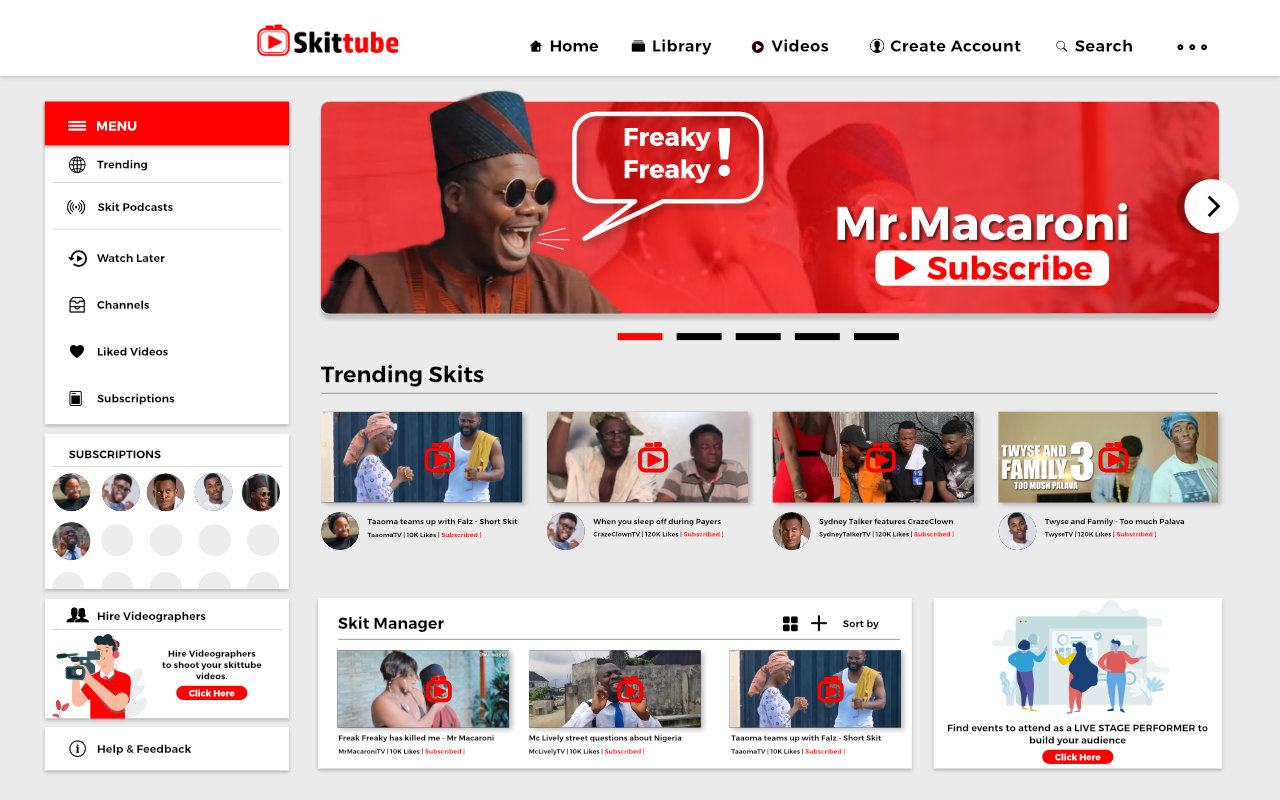 Skittube
Home
Library
Videos
Create Account
Search
MENU
Trending
Skit Podcasts
Watch Later
Channels
Liked Videos
Subscriptions
SUBSCRIPTIONS
Hire Videographers
Hire Videographers
to shoot your skittube
videos.
Click Here
Help & Feedback
Freaky
Freaky!
Mr.Macaroni
Subscribe
Trending Skits
TWYSE AND
FAMILY 3
TOO MUSH PALAVA
Taaoma teams up with Falz - Short Skit
TaaomaTV | 10K Likes | Subscribed |
When you sleep off during Payers
CrazeClownTV | 120K Likes | Subscribed |
Sydney Talker features CrazeClown
SydneyTalkerTV | 120K Likes | Subscribed |
Twyse and Family - Too much Palava
TwyseTV | 120K Likes | Subscribed |
Skit Manager
Sort by
Freak Freaky has killed me - Mr Macaroni
MrMacaroniTV | 10K Likes | Subscribed |
Mc Lively street questions about Nigeria
McLivelyTV | 10K Likes | Subscribed |
Taaoma teams up with Falz - Short Skit
TaaomaTV | 10K Likes | Subscribed |
Find events to attend as a LIVE STAGE PERFORMER to
build your audience
Click Here